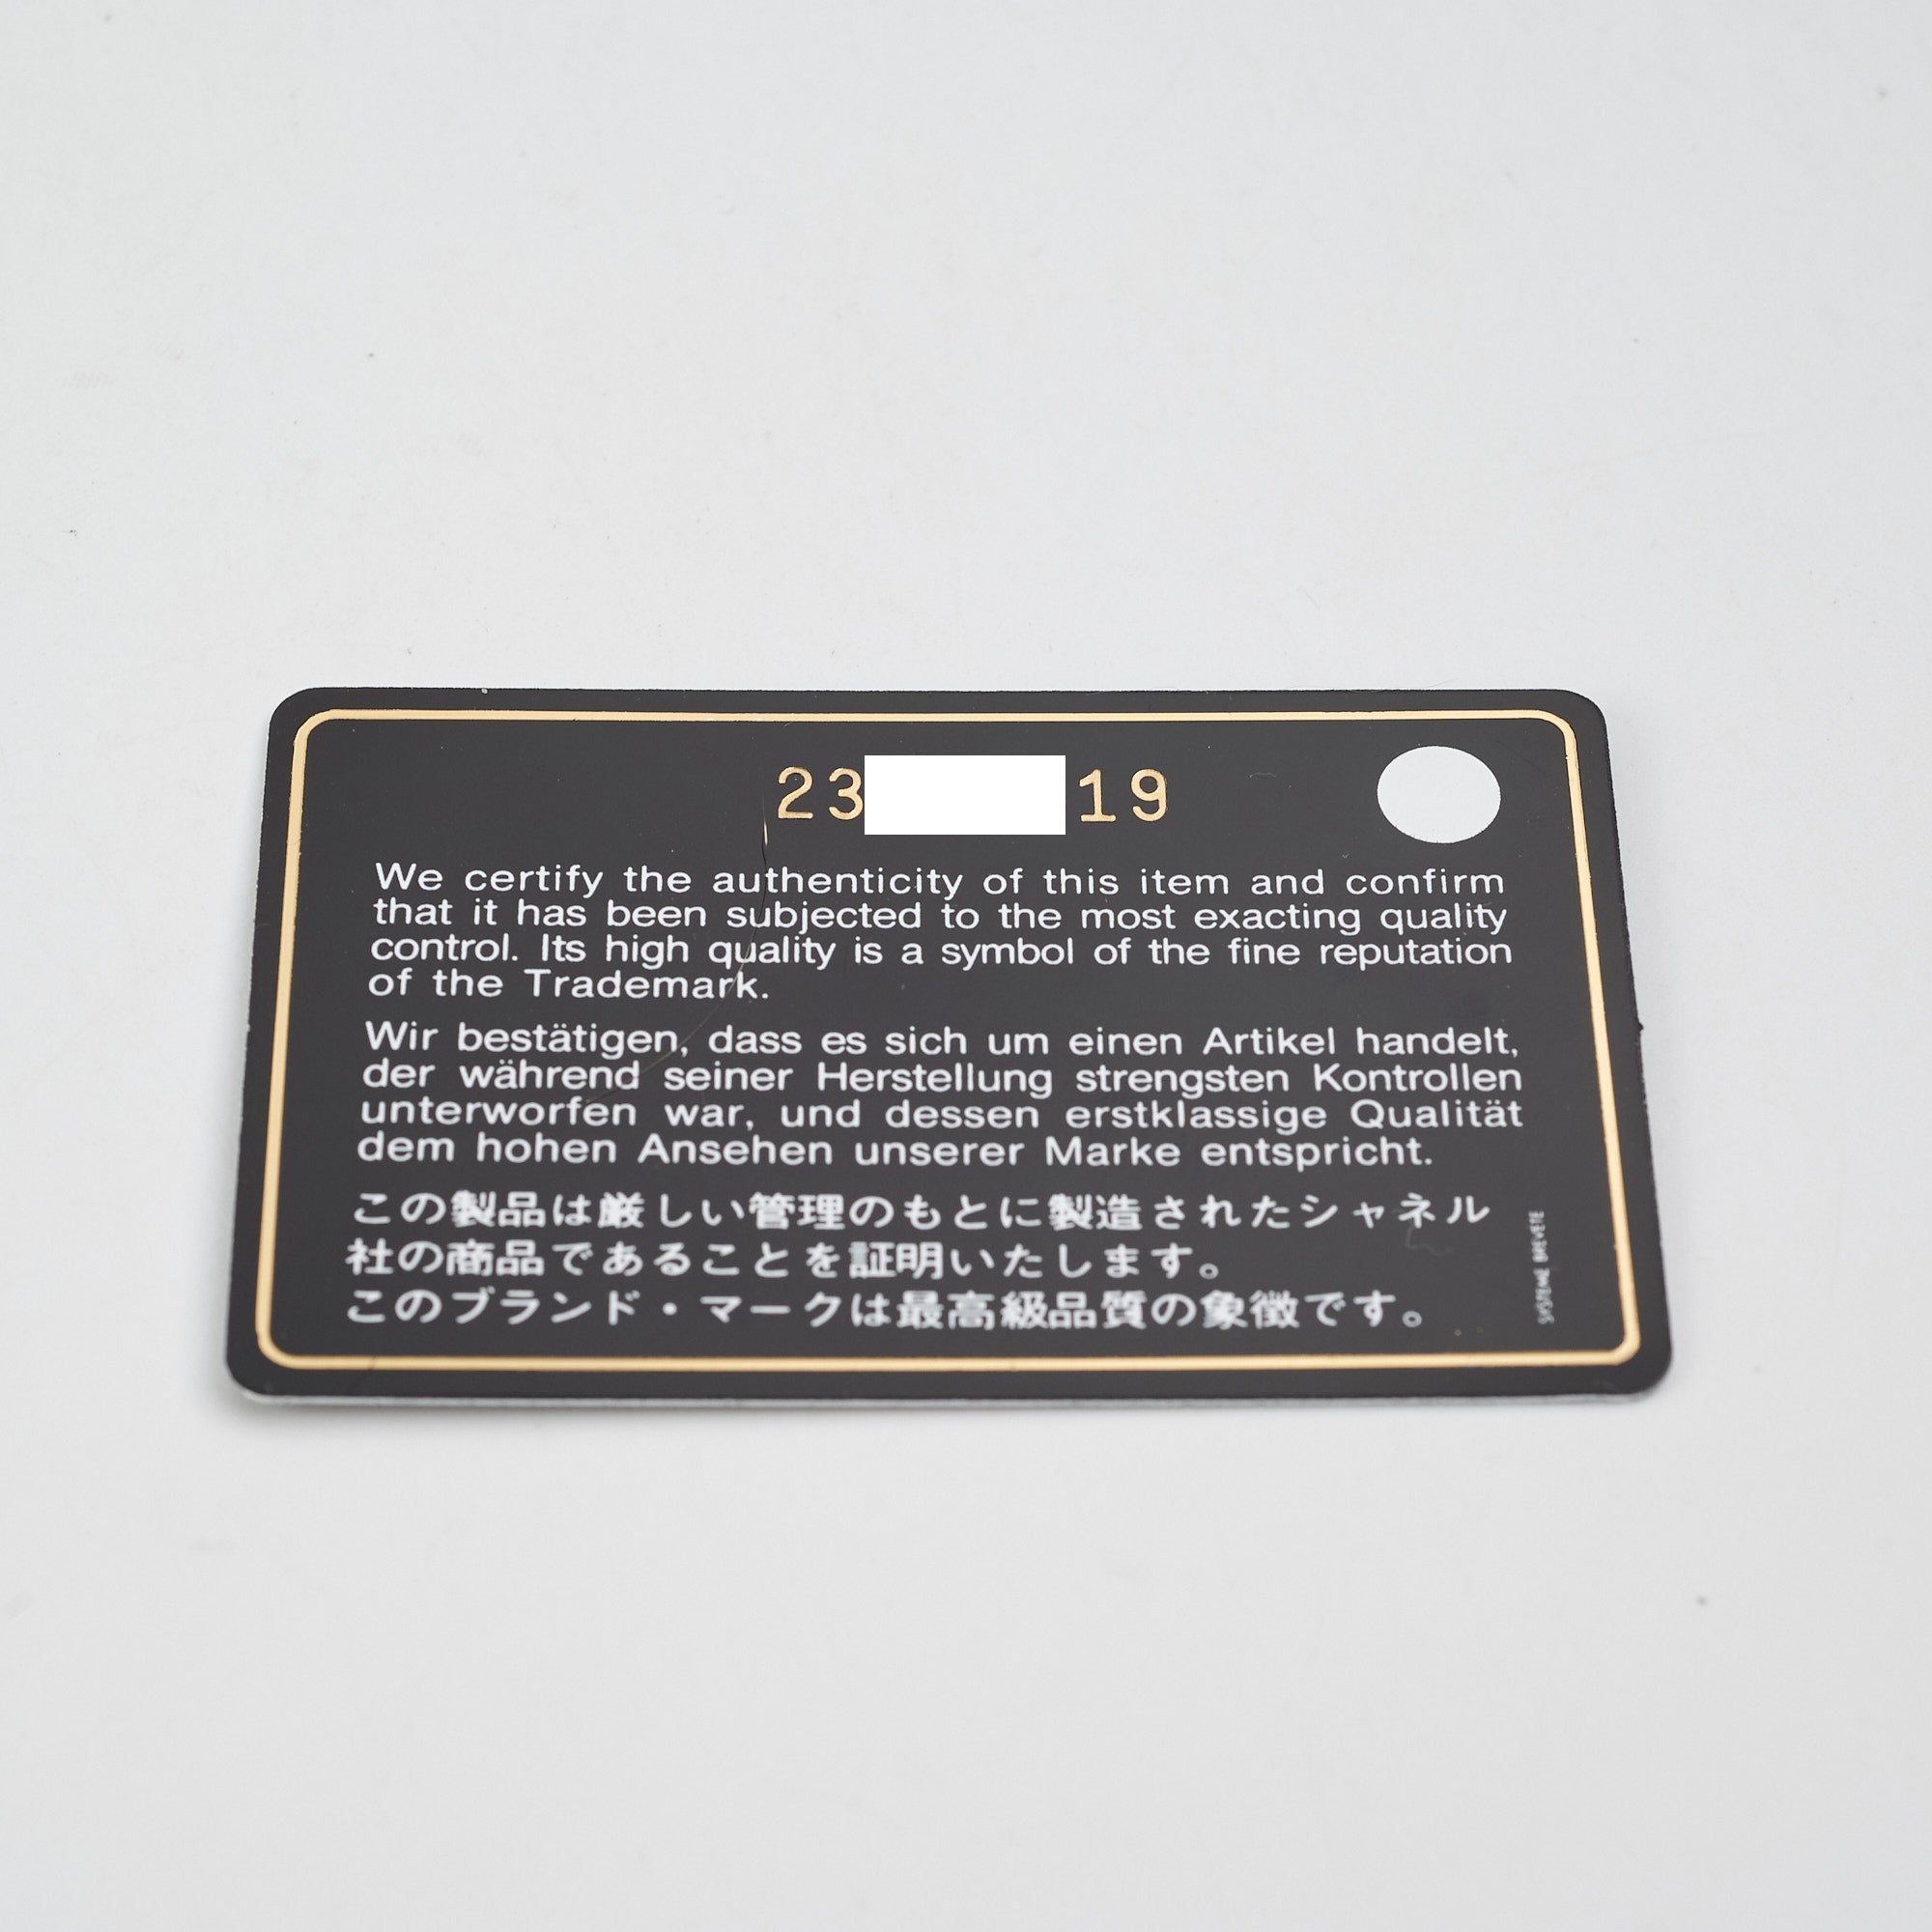 23 19
We certify the authenticity of this item and confirm
that it has been subjected to the most exacting quality
control. Its high quality is a symbol of the fine reputation
of the Trademark.
Wir bestätigen, dass es sich um einen Artikel handelt,
der während seiner Herstellung strengsten Kontrollen
unterworfen war, und dessen erstklassige Qualität
dem hohen Ansehen unserer Marke entspricht.
この製品は厳しい管理のもとに製造されたシャネル
社の商品であることを証明いたします。
このブランド・マークは最高級品質の象徴です。
SYSTEME BREVETE